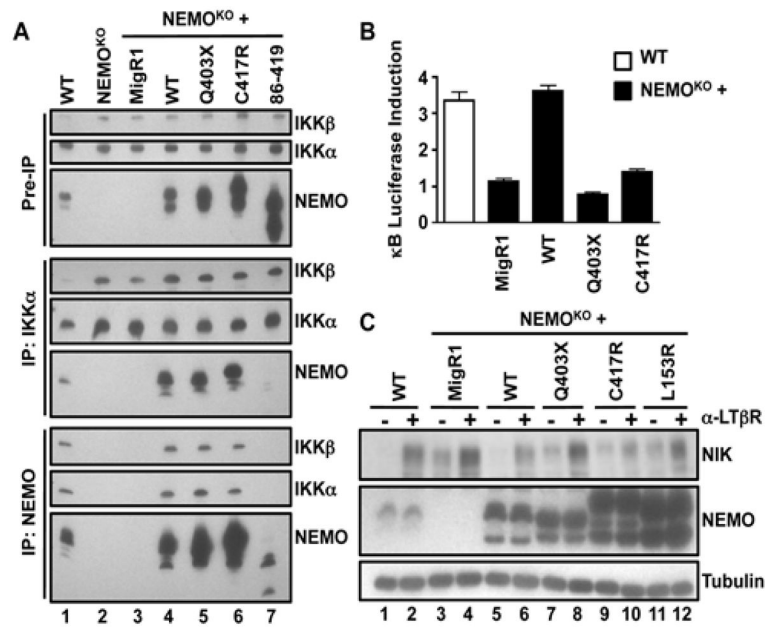 A
NEMOKO +
WT
NEMOKO
MigR1
WT
Q403X
C417R
86-419
Pre-IP
IKKβ
IKKα
NEMO
IP: IKKα
IKKβ
IKKα
NEMO
IP: NEMO
IKKβ
IKKα
NEMO
1 2 3 4 5 6 7
B
κB Luciferase Induction
4
3
2
1
0
WT
NEMOKO +
MigR1
WT
Q403X
C417R
C
NEMOKO +
WT
MigR1
WT
Q403X
C417R
L153R
- + - + - + - + - + - + α-LTβR
NIK
NEMO
Tubulin
1 2 3 4 5 6 7 8 9 10 11 12